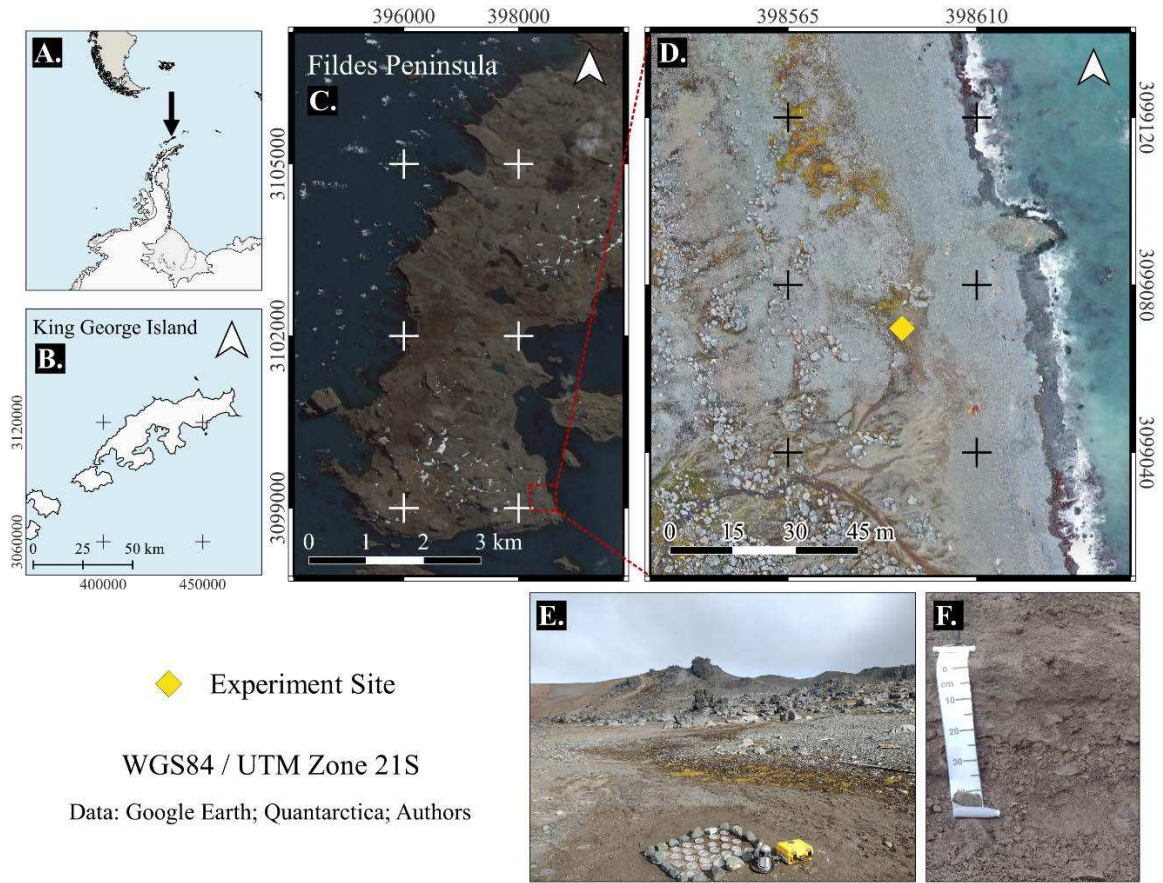 396000 398000
398565 398610
A.
Fildes Peninsula
C.
D.
3105000
3102000
3099000
3099120
3099080
3099040
King George Island
B.
3120000
3060000
0 25 50 km
400000 450000
0 1 2 3 km
0 15 30 45 m
E.
F.
0
cm
10
20
30
Experiment Site
WGS84 / UTM Zone 21S
Data: Google Earth; Quantarctica; Authors